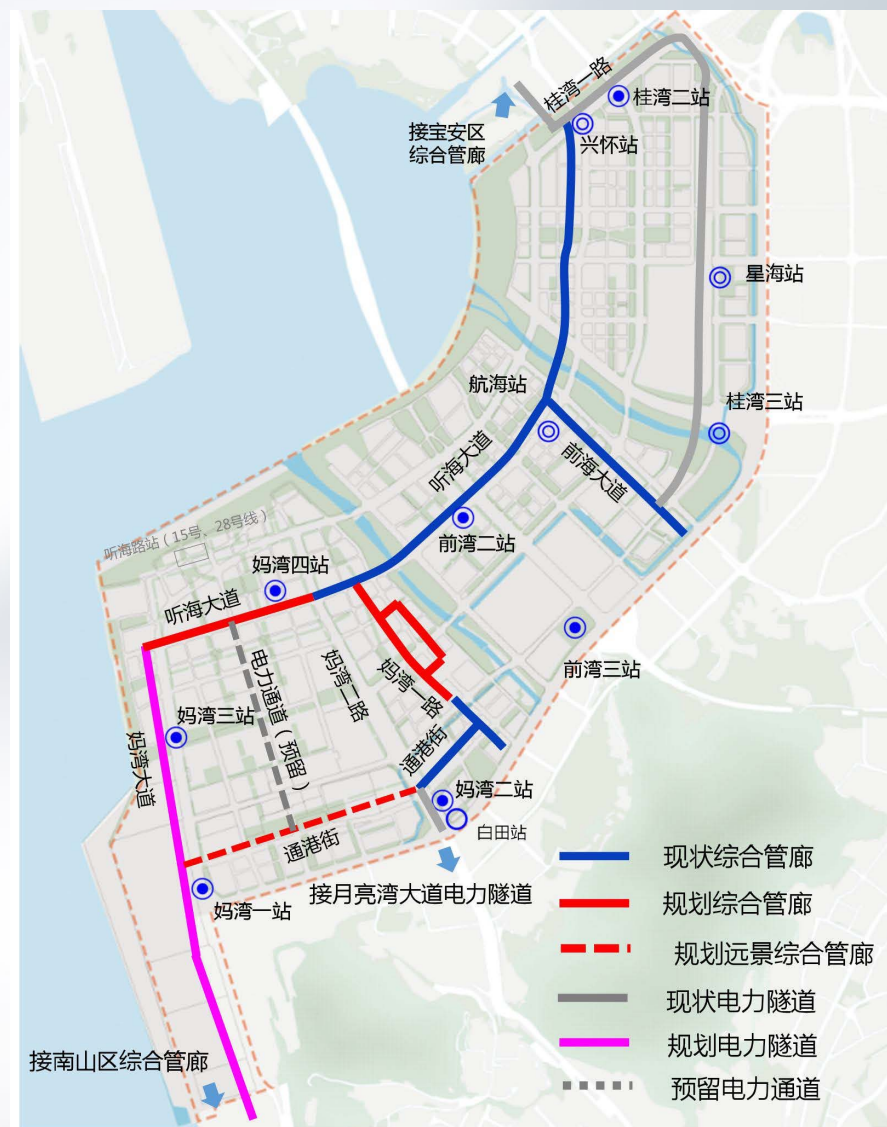 桂湾一路
桂湾二站
接宝安区
综合管廊
兴怀站
星海站
航海站
桂湾三站
听海大道
前海大道
前湾二站
听海路站（15号、28号线）
妈湾四站
听海大道
前湾三站
电力通道（预留）
妈湾二路
妈湾一路
妈湾三站
妈湾大道
通港街
妈湾二站
白田站
通港街
妈湾一站
接月亮湾大道电力隧道
接南山区综合管廊
现状综合管廊
规划综合管廊
规划远景综合管廊
现状电力隧道
规划电力隧道
预留电力通道